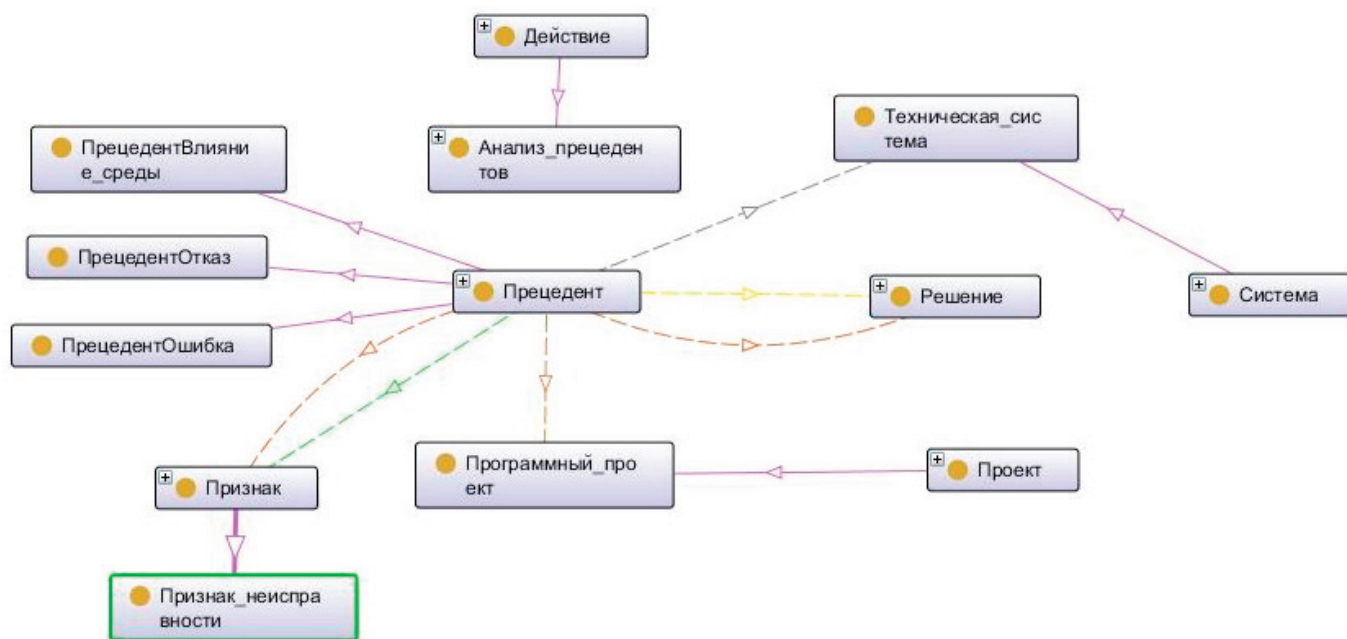 Действие
Техническая_сис
тема
ПрецедентВлияни
е_среды
Анализ_прецеден
тов
ПрецедентОтказ
Прецедент
Решение
Система
ПрецедентОшибка
Программный_про
ект
Проект
Признак
Признак_неиспра
вности